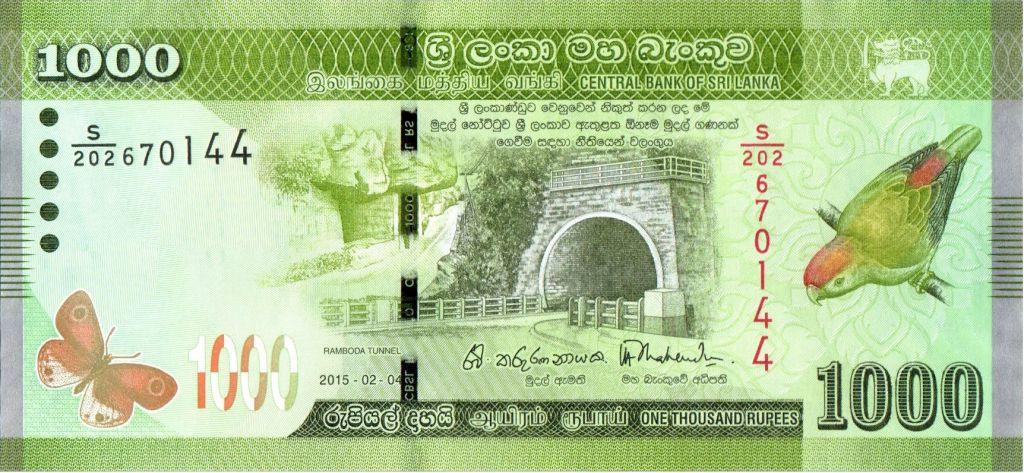 1000
ශ්‍රී ලංකා මහ බැංකුව
இலங்கை மத்திய வங்கி CENTRAL BANK OF SRI LANKA
ශ්‍රී ලංකාණ්ඩුව වෙනුවෙන් නිකුත් කරන ලද මේ
මුදල් නෝට්ටුව ශ්‍රී ලංකාව ඇතුළත ඕනෑම මුදල් ගණනක්
ගෙවීම සඳහා නීතියෙන් වලංගුය
S/202 670144
S/202 670144
1000
RAMBODA TUNNEL
2015-02-04
මුදල් ඇමති
මහ බැංකුවේ අධිපති
1000
රුපියල් දහයි ஆயிரம் ரூபாய் ONE THOUSAND RUPEES